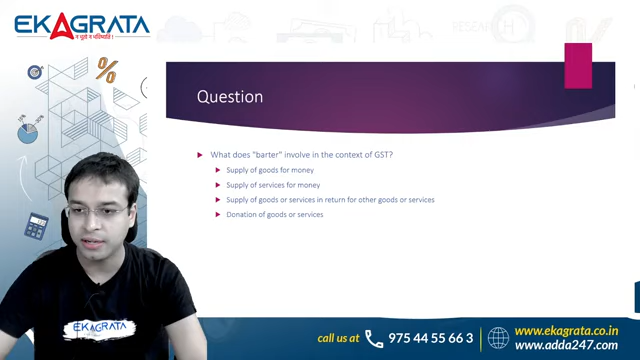 EKAGRATA
RESEARCH
Question
What does "barter" involve in the context of GST?
Supply of goods for money
Supply of services for money
Supply of goods or services in return for other goods or services
Donation of goods or services
EKAGRATA
call us at 975 44 55 66 3
www.ekagrata.co.in
www.adda247.com